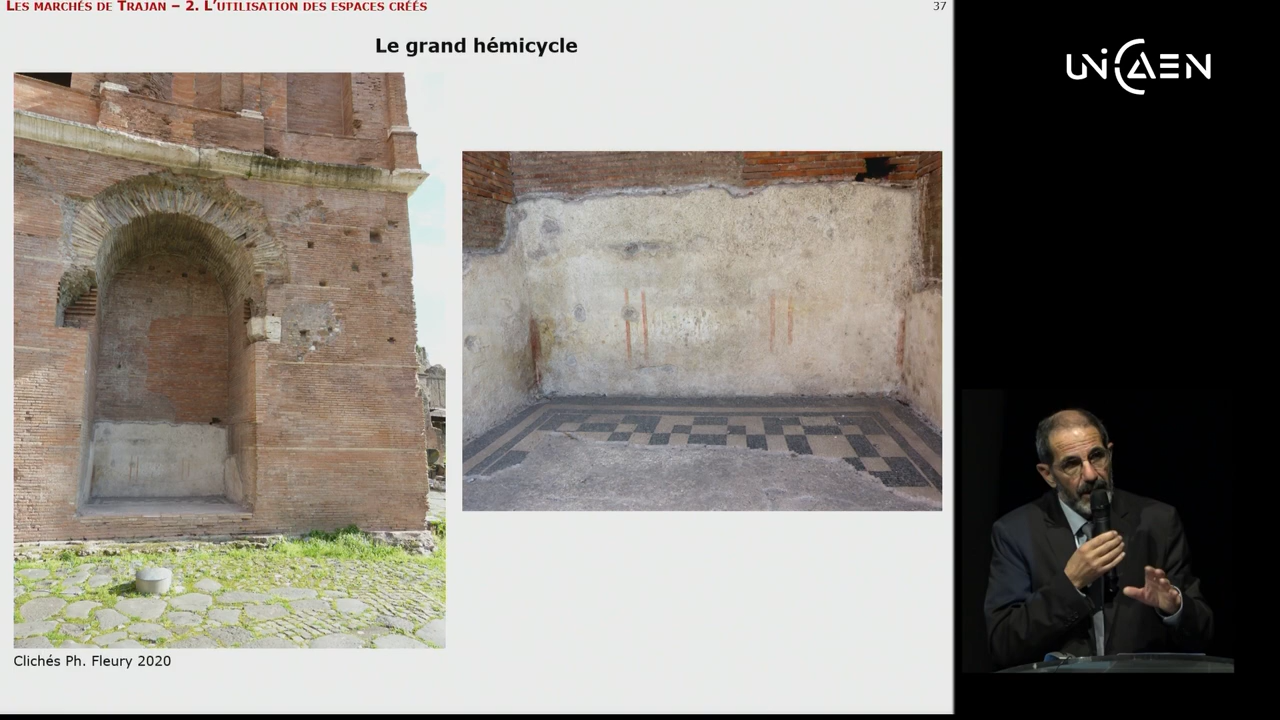 Les marchés de Trajan – 2. L'utilisation des espaces créés
37
Le grand hémicycle
Clichés Ph. Fleury 2020
UNICAEN